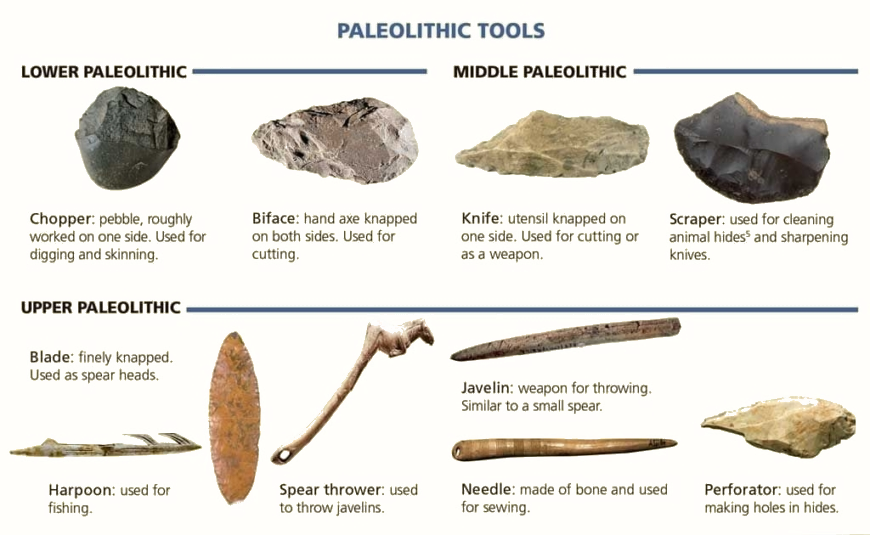 PALEOLITHIC TOOLS
LOWER PALEOLITHIC
Chopper: pebble, roughly
worked on one side. Used for
digging and skinning.
Biface: hand axe knapped
on both sides. Used for
cutting.
MIDDLE PALEOLITHIC
Knife: utensil knapped on
one side. Used for cutting or
as a weapon.
Scraper: used for cleaning
animal hides⁵ and sharpening
knives.
UPPER PALEOLITHIC
Blade: finely knapped.
Used as spear heads.
Harpoon: used for
fishing.
Spear thrower: used
to throw javelins.
Javelin: weapon for throwing.
Similar to a small spear.
Needle: made of bone and used
for sewing.
Perforator: used for
making holes in hides.